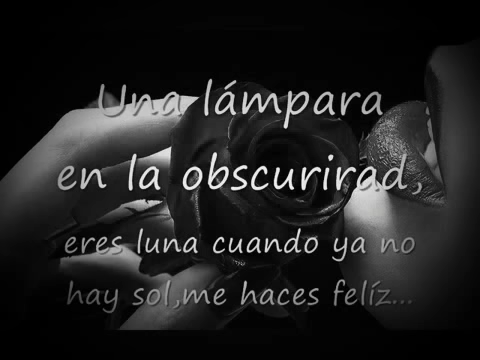 Una lámpara
en la obscurirad,
eres luna cuando ya no
hay sol,me haces felíz...